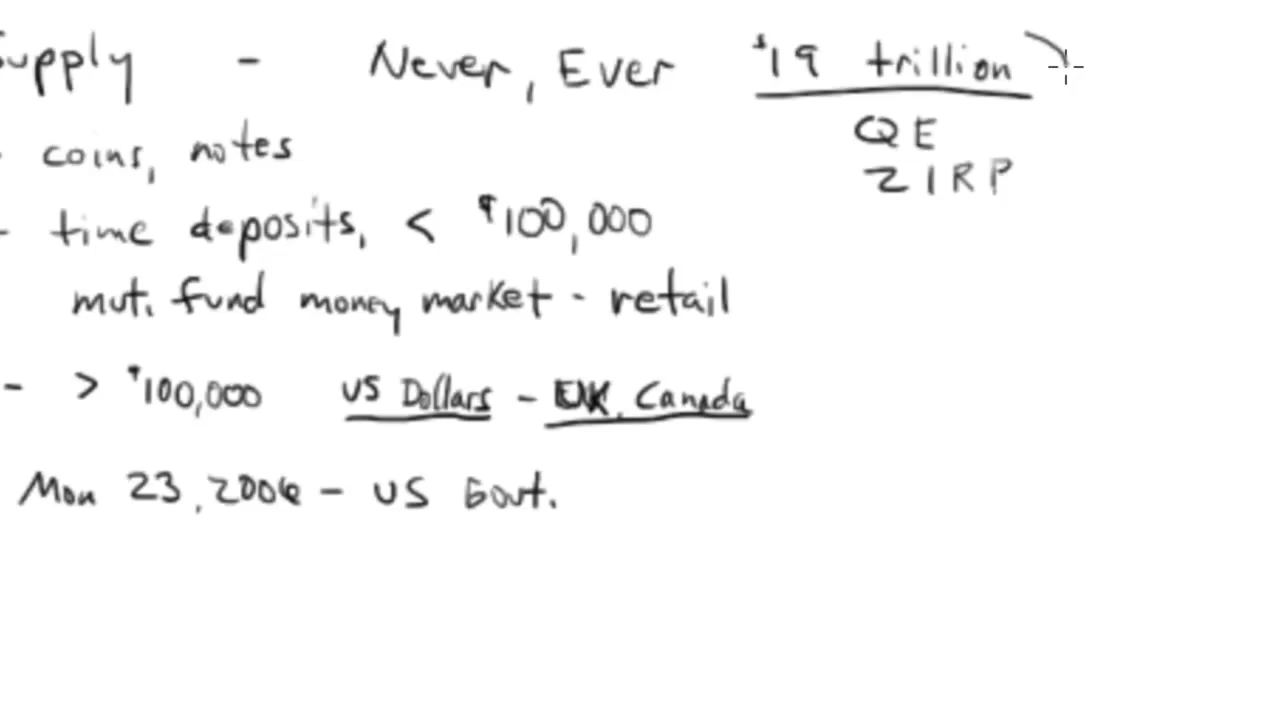 Supply - Never, Ever $19 trillion
QE
ZIRP
- coins, notes
- time deposits, < $100,000
mut. fund money market - retail
- > $100,000 US Dollars - UK, Canada
Mon 23, 2006 - US Govt.